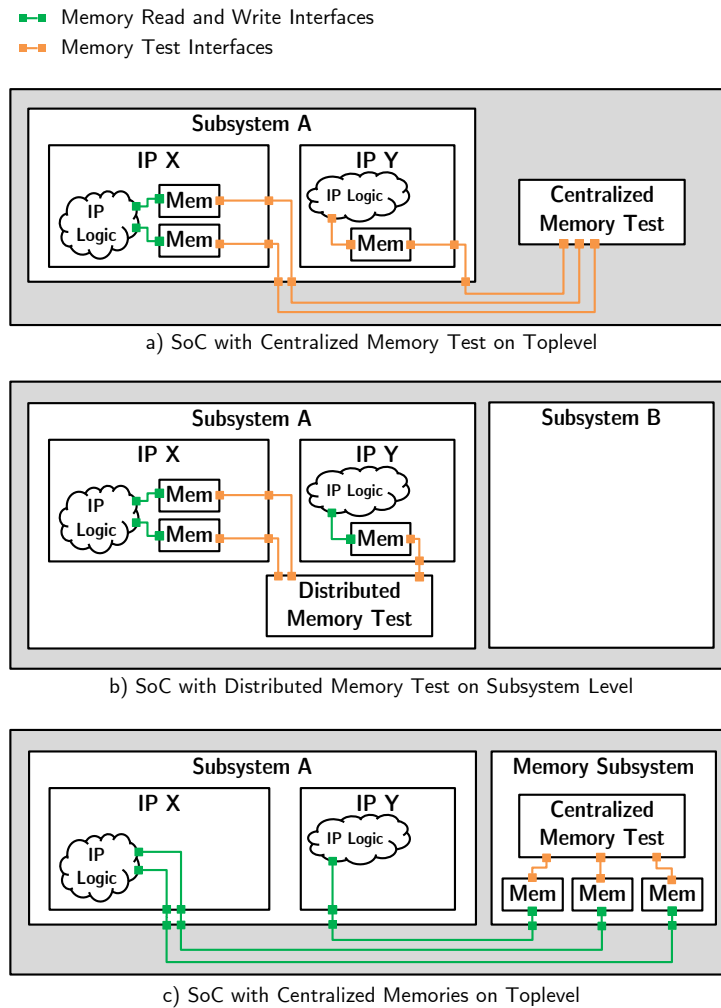 Memory Read and Write Interfaces
Memory Test Interfaces
Subsystem A
IP X
IP Y
IP
Logic
Mem
Mem
IP Logic
Mem
Centralized
Memory Test
a) SoC with Centralized Memory Test on Toplevel
Subsystem A
Subsystem B
IP X
IP Y
IP
Logic
Mem
Mem
IP Logic
Mem
Distributed
Memory Test
b) SoC with Distributed Memory Test on Subsystem Level
Subsystem A
Memory Subsystem
IP X
IP Y
IP
Logic
IP Logic
Centralized
Memory Test
Mem
Mem
Mem
c) SoC with Centralized Memories on Toplevel